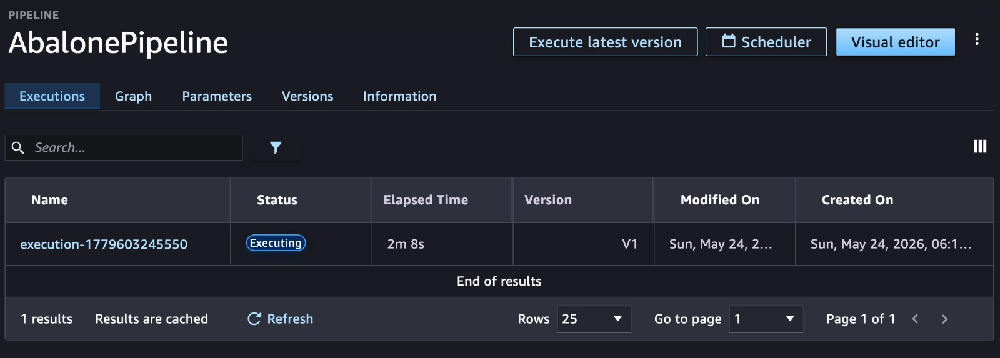 PIPELINE
AbalonePipeline
Execute latest version
Scheduler
Visual editor
Executions Graph Parameters Versions Information
Search...
Name Status Elapsed Time Version Modified On Created On
execution-1779603245550 Executing 2m 8s V1 Sun, May 24, 2... Sun, May 24, 2026, 06:1...
End of results
1 results Results are cached Refresh Rows 25 Go to page 1 Page 1 of 1